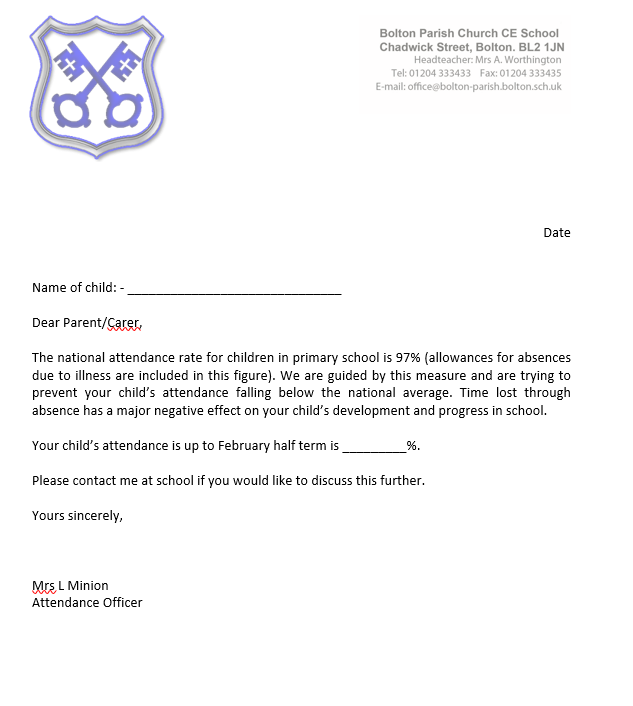 Bolton Parish Church CE School
Chadwick Street, Bolton. BL2 1JN
Headteacher: Mrs A. Worthington
Tel: 01204 333433 Fax: 01204 333435
E-mail: office@bolton-parish.bolton.sch.uk
Date
Name of child: - ______________________________
Dear Parent/Carer,
The national attendance rate for children in primary school is 97% (allowances for absences
due to illness are included in this figure). We are guided by this measure and are trying to
prevent your child’s attendance falling below the national average. Time lost through
absence has a major negative effect on your child’s development and progress in school.
Your child’s attendance is up to February half term is _________%.
Please contact me at school if you would like to discuss this further.
Yours sincerely,
Mrs L Minion
Attendance Officer